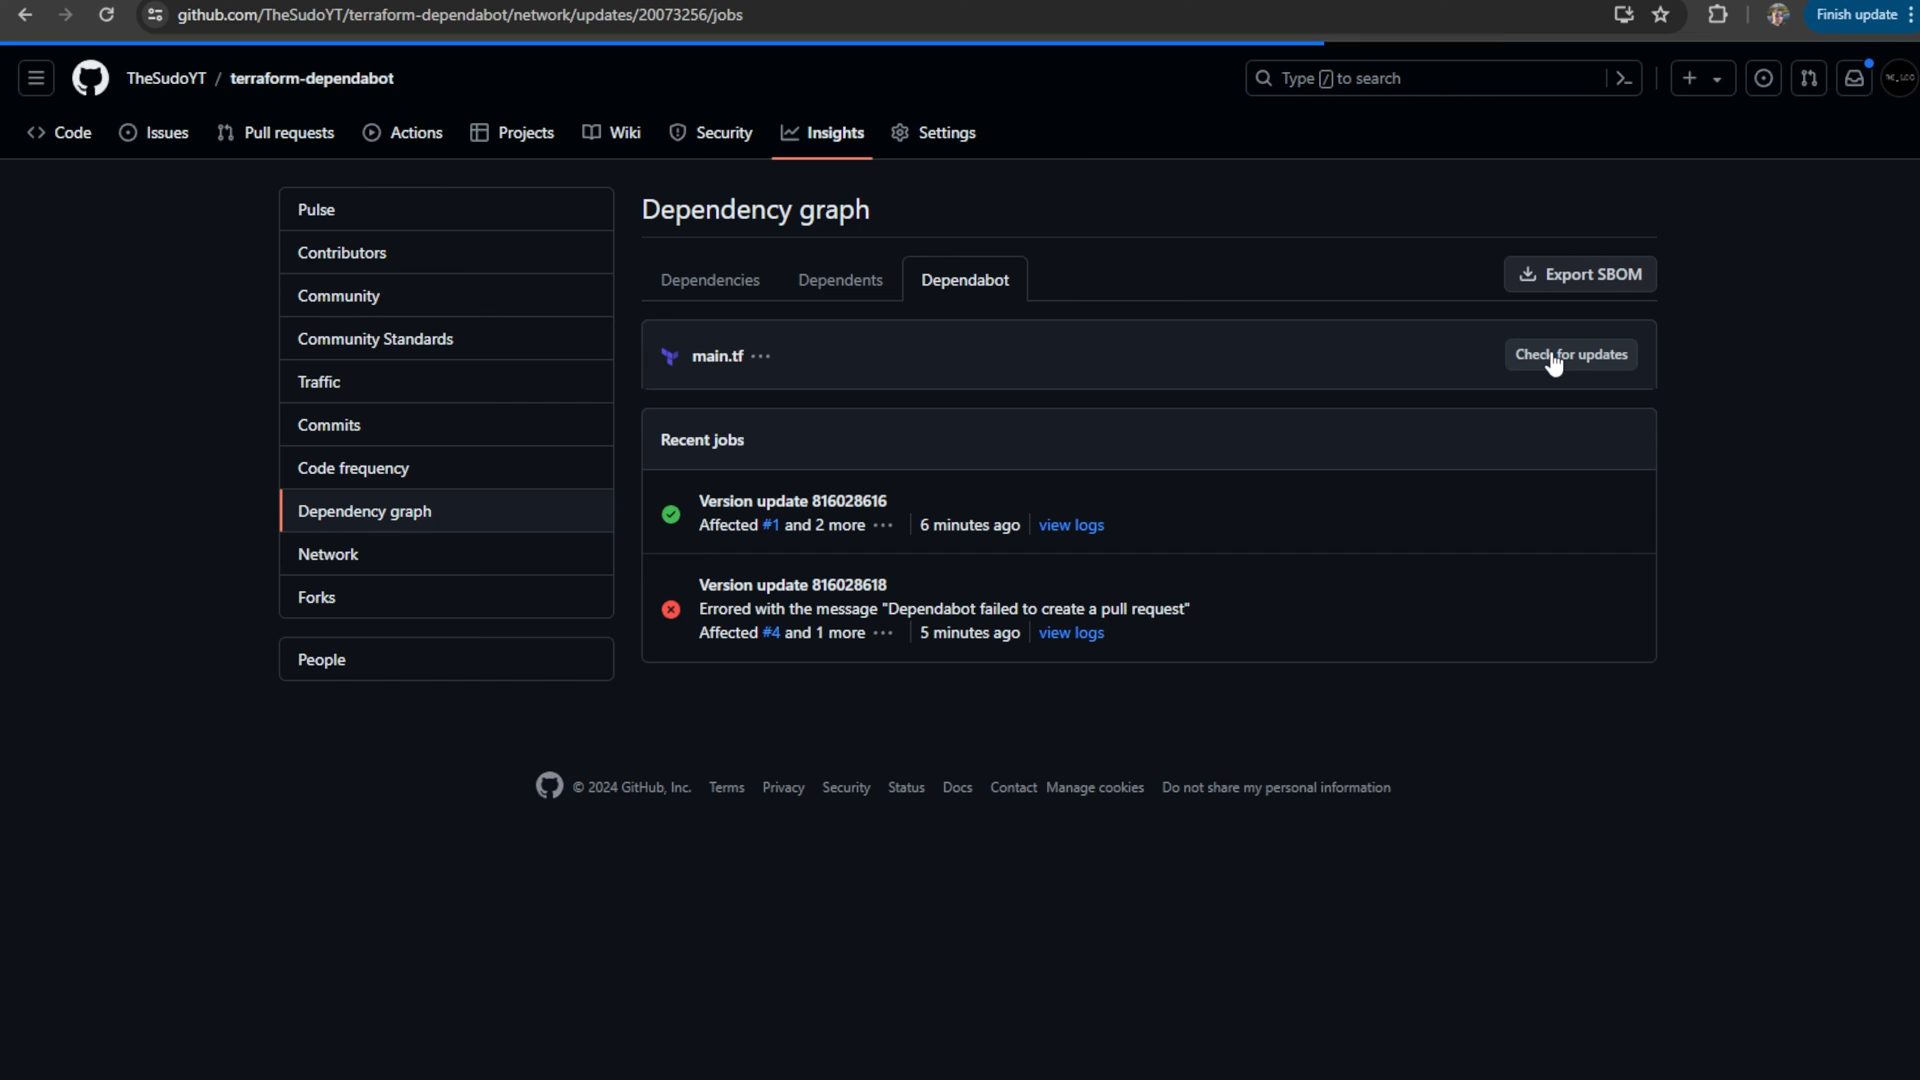 github.com/TheSudoYT/terraform-dependabot/network/updates/20073256/jobs
Finish update
TheSudoYT / terraform-dependabot
Type / to search
Code
Issues
Pull requests
Actions
Projects
Wiki
Security
Insights
Settings
Pulse
Contributors
Community
Community Standards
Traffic
Commits
Code frequency
Dependency graph
Network
Forks
People
Dependency graph
Dependencies
Dependents
Dependabot
Export SBOM
main.tf ...
Check for updates
Recent jobs
Version update 816028616
Affected #1 and 2 more ... 6 minutes ago view logs
Version update 816028618
Errored with the message "Dependabot failed to create a pull request"
Affected #4 and 1 more ... 5 minutes ago view logs
© 2024 GitHub, Inc. Terms Privacy Security Status Docs Contact Manage cookies Do not share my personal information